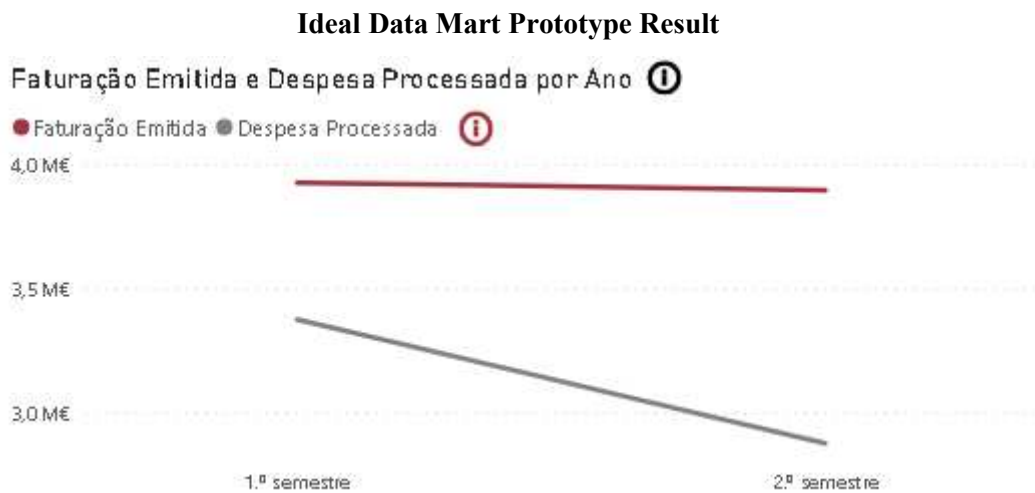 Ideal Data Mart Prototype Result
Faturação Emitida e Despesa Processada por Ano
Faturação Emitida Despesa Processada
4,0 M€
3,5 M€
3,0 M€
1.º semestre 2.º semestre